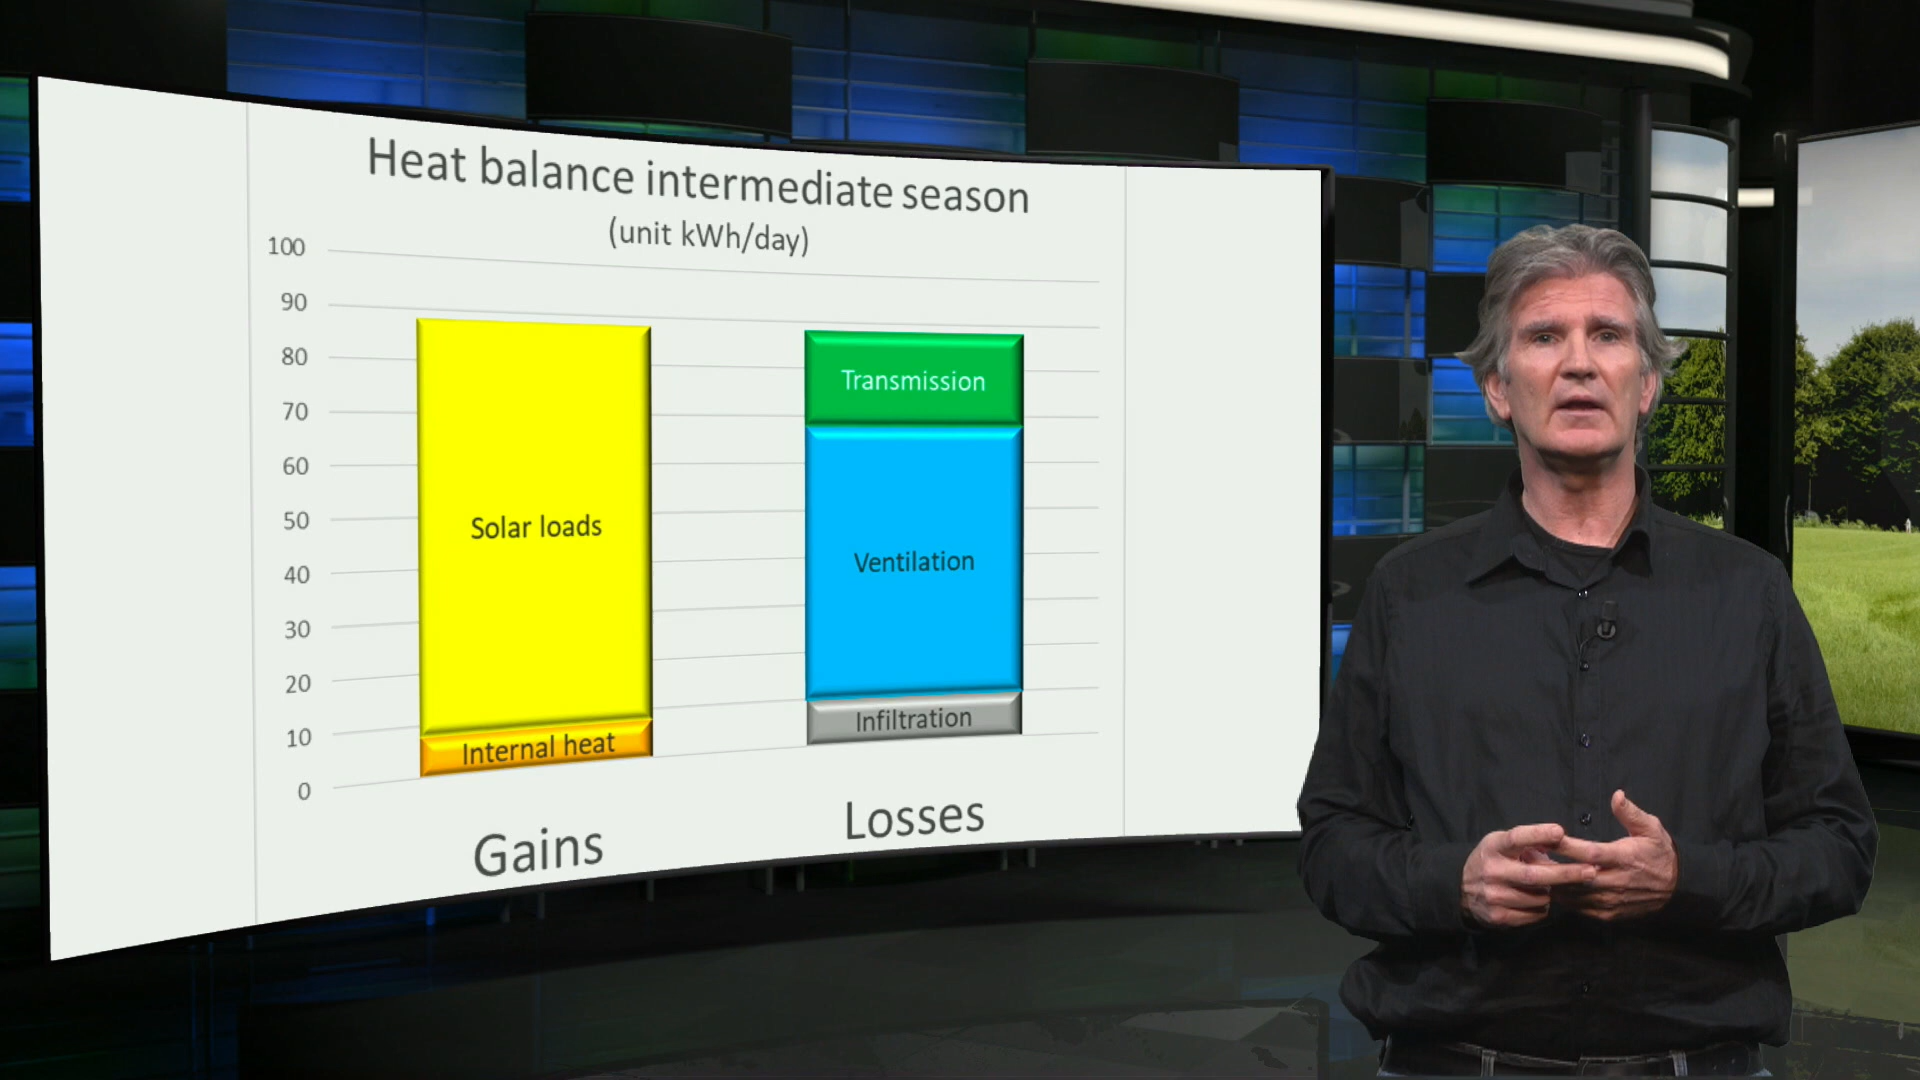 Heat balance intermediate season
(unit kWh/day)
100
90
80
70
60
50
40
30
20
10
0
Solar loads
Internal heat
Transmission
Ventilation
Infiltration
Gains
Losses